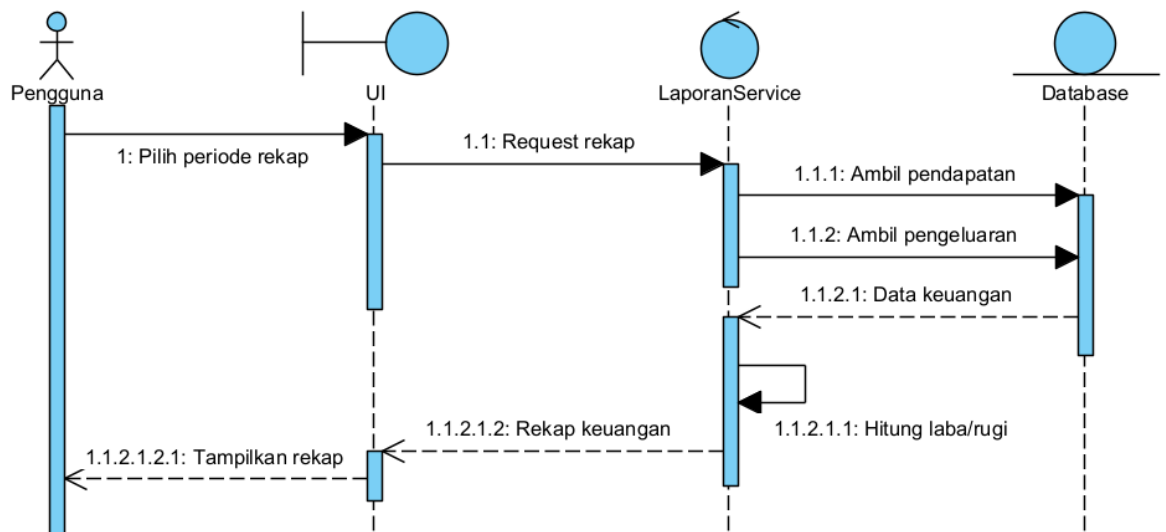 Pengguna
UI
LaporanService
Database
1: Pilih periode rekap
1.1: Request rekap
1.1.1: Ambil pendapatan
1.1.2: Ambil pengeluaran
1.1.2.1: Data keuangan
1.1.2.1.1: Hitung laba/rugi
1.1.2.1.2: Rekap keuangan
1.1.2.1.2.1: Tampilkan rekap